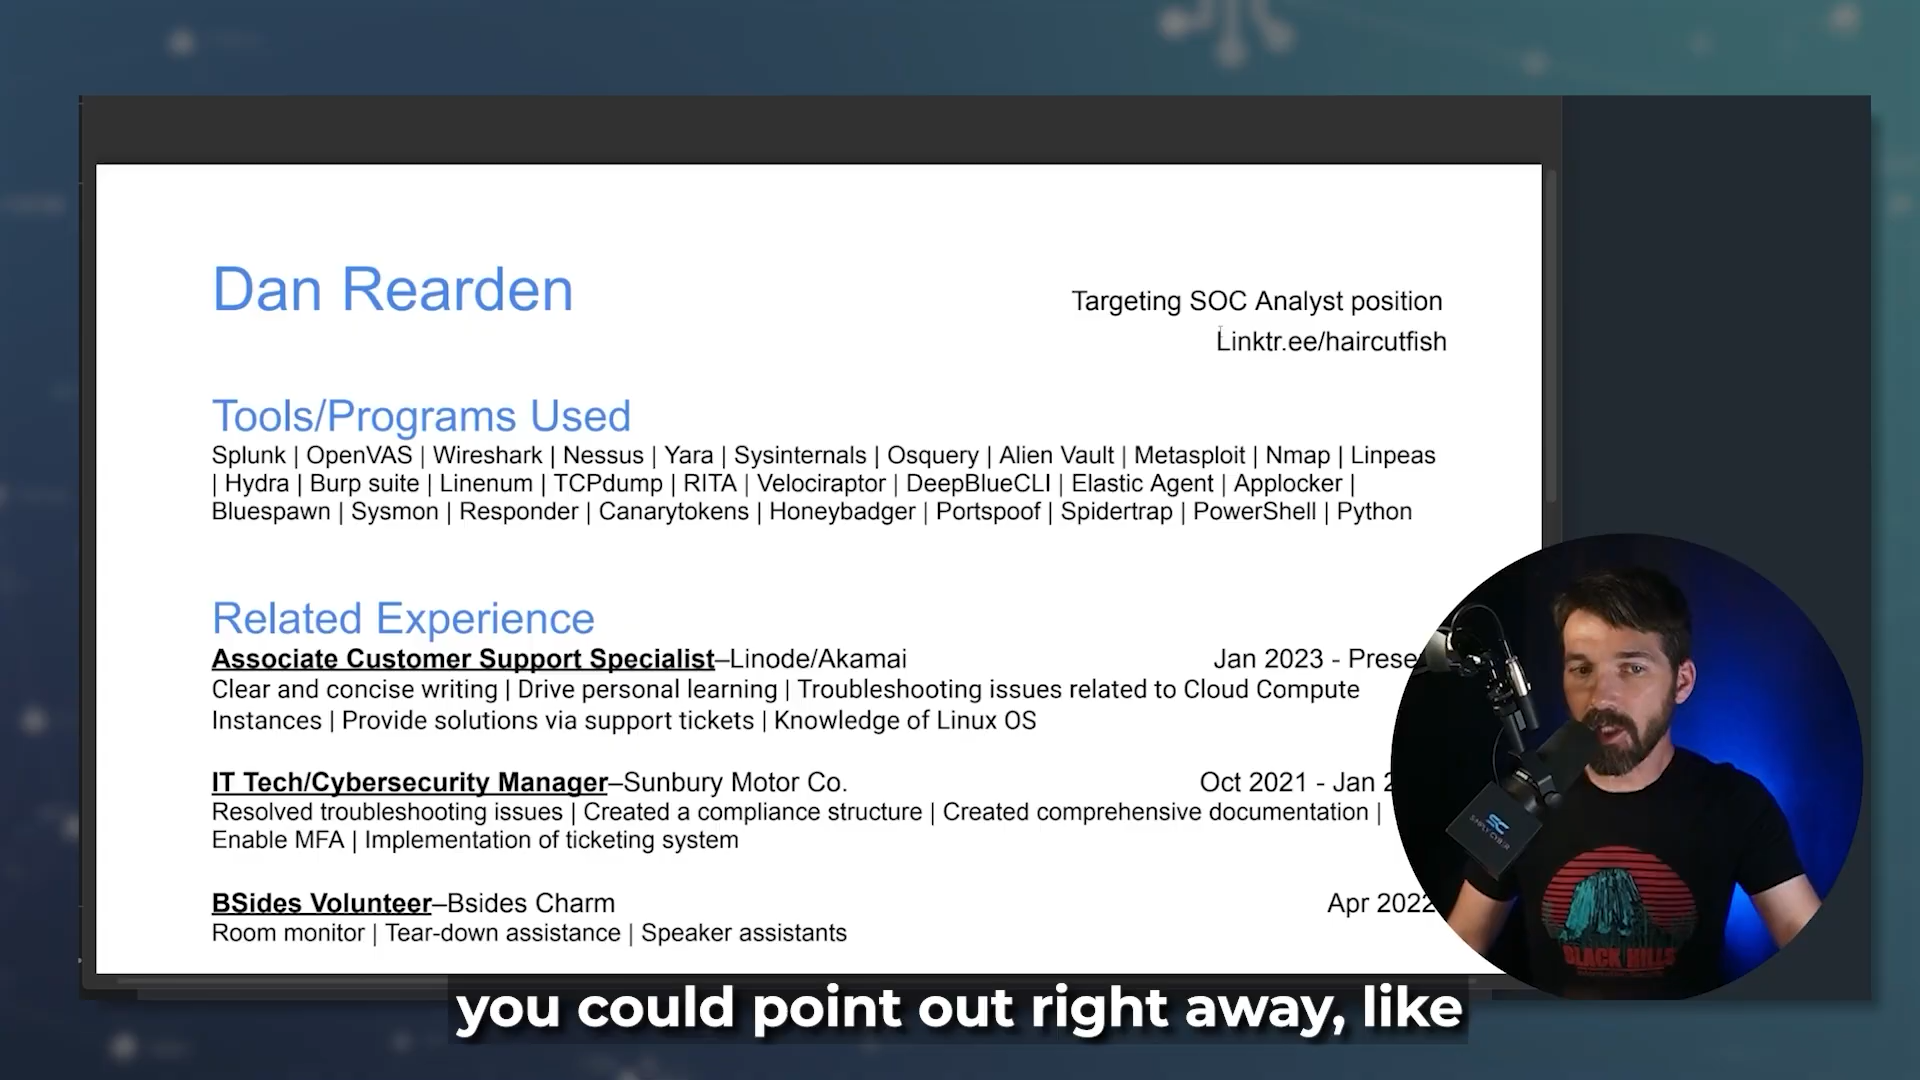 Dan Rearden
Targeting SOC Analyst position
Linktr.ee/haircutfish
Tools/Programs Used
Splunk | OpenVAS | Wireshark | Nessus | Yara | Sysinternals | Osquery | Alien Vault | Metasploit | Nmap | Linpeas
| Hydra | Burp suite | Linenum | TCPdump | RITA | Velociraptor | DeepBlueCLI | Elastic Agent | Applocker |
Bluespawn | Sysmon | Responder | Canarytokens | Honeybadger | Portspoof | Spidertrap | PowerShell | Python
Related Experience
Associate Customer Support Specialist–Linode/Akamai Jan 2023 - Prese
Clear and concise writing | Drive personal learning | Troubleshooting issues related to Cloud Compute
Instances | Provide solutions via support tickets | Knowledge of Linux OS
IT Tech/Cybersecurity Manager–Sunbury Motor Co. Oct 2021 - Jan 2
Resolved troubleshooting issues | Created a compliance structure | Created comprehensive documentation |
Enable MFA | Implementation of ticketing system
BSides Volunteer–Bsides Charm Apr 2022
Room monitor | Tear-down assistance | Speaker assistants
SC
SIMPLY CYBER
BLACK HILLS
you could point out right away, like